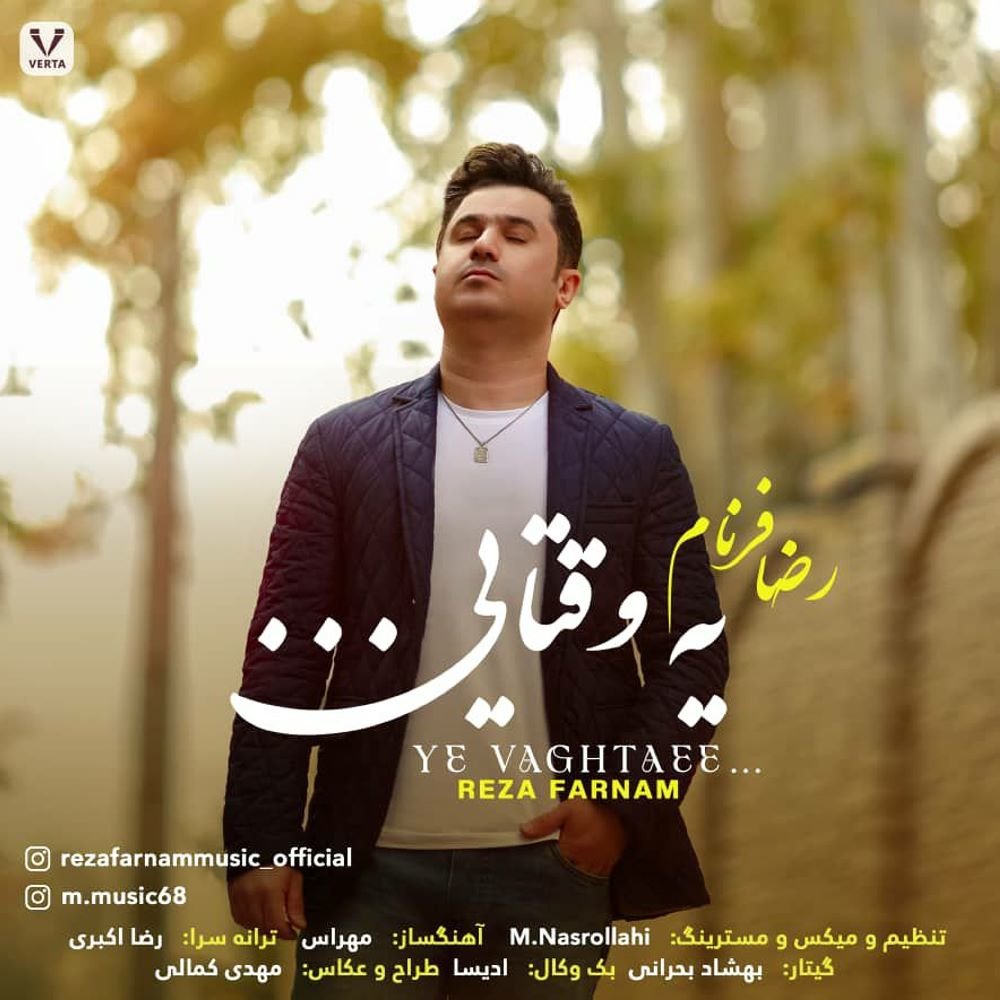 VERTA
رضا فرنام
یه وقتایی...
YE VAGHTAEE...
REZA FARNAM
rezafarnammusic_official
m.music68
تنظیم و میکس و مسترینگ: M.Nasrollahi آهنگساز: مهراس ترانه سرا: رضا اکبری
گیتار: بهشاد بحرانی بک وکال: ادیسا طراح و عکاس: مهدی کمالی